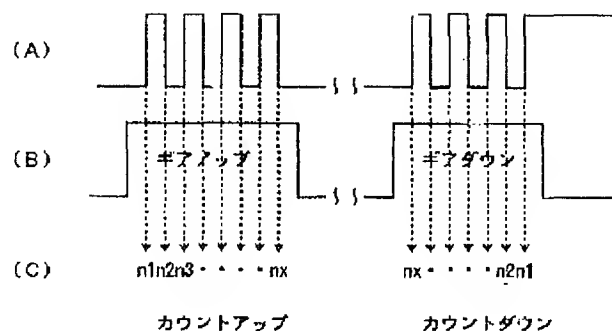 (A)
(B) ギアアップ ギアダウン
(C) n1n2n3・・・・nx nx・・・・n2n1
カウントアップ カウントダウン